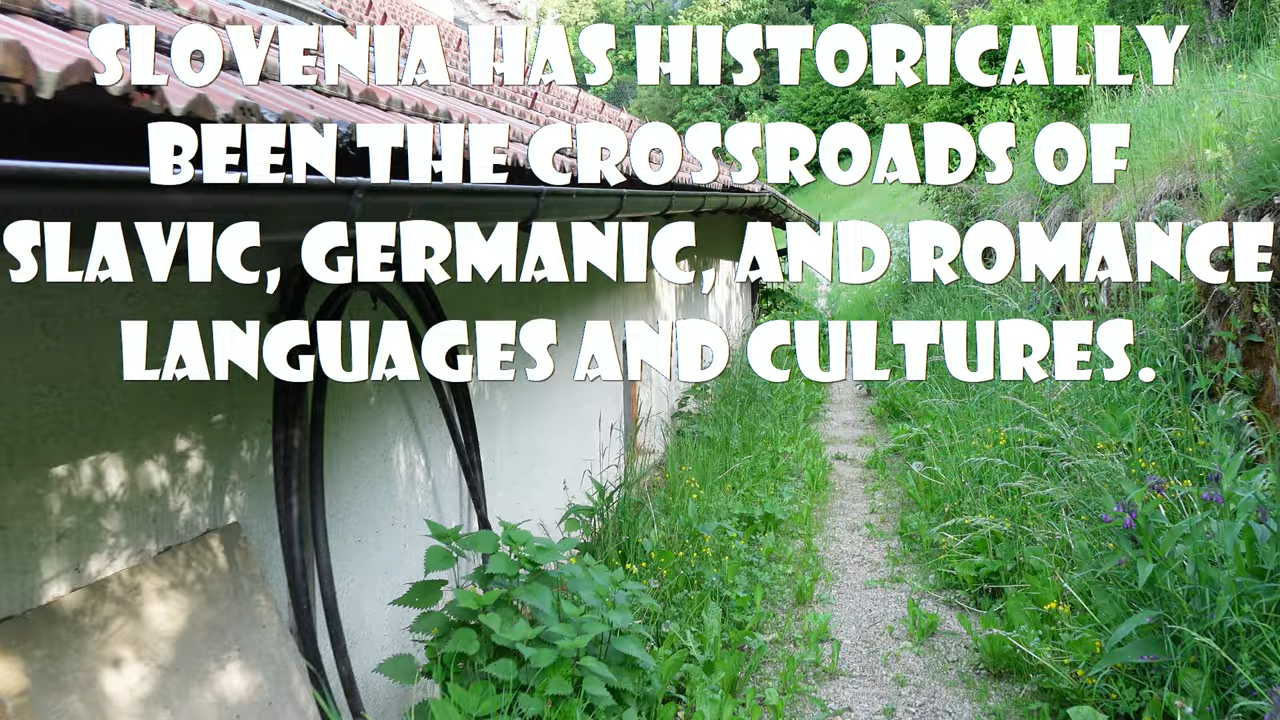 SLOVENIA HAS HISTORICALLY
BEEN THE CROSSROADS OF
SLAVIC, GERMANIC, AND ROMANCE
LANGUAGES AND CULTURES.